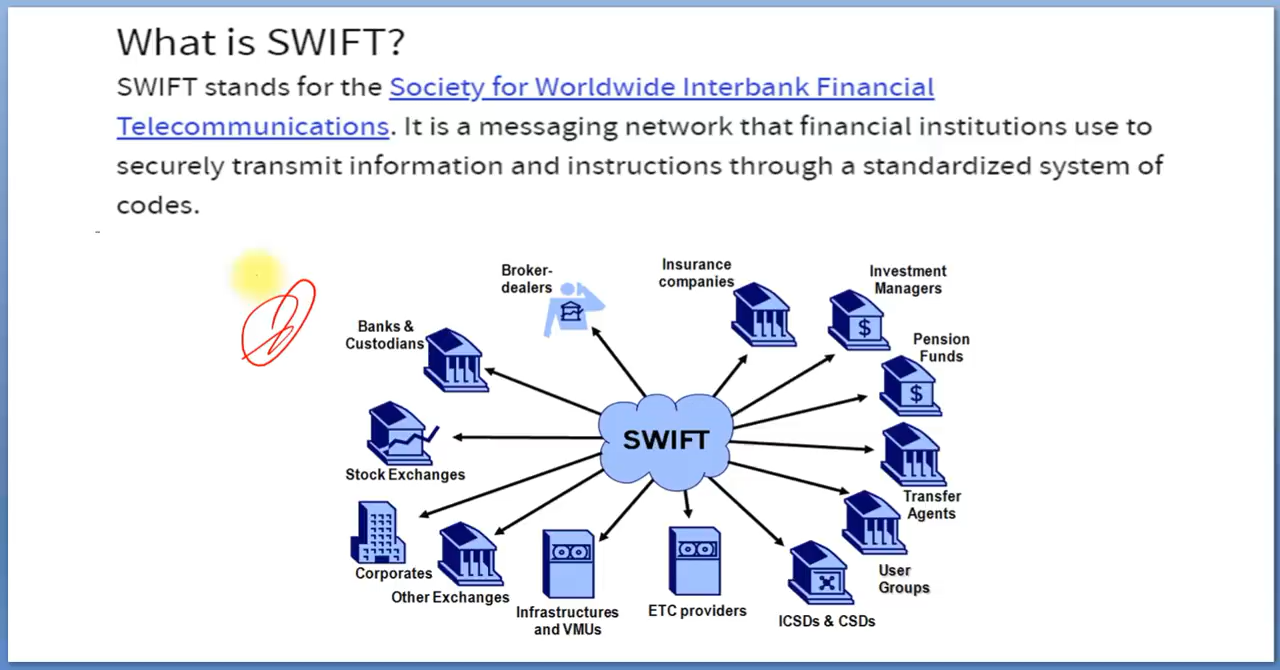 What is SWIFT?
SWIFT stands for the Society for Worldwide Interbank Financial
Telecommunications. It is a messaging network that financial institutions use to
securely transmit information and instructions through a standardized system of
codes.
Broker-
dealers
Insurance
companies
Investment
Managers
Banks &
Custodians
Pension
Funds
$
$
SWIFT
Stock Exchanges
Transfer
Agents
Corporates
Other Exchanges
User
Groups
Infrastructures
and VMUs
ETC providers
ICSDs & CSDs